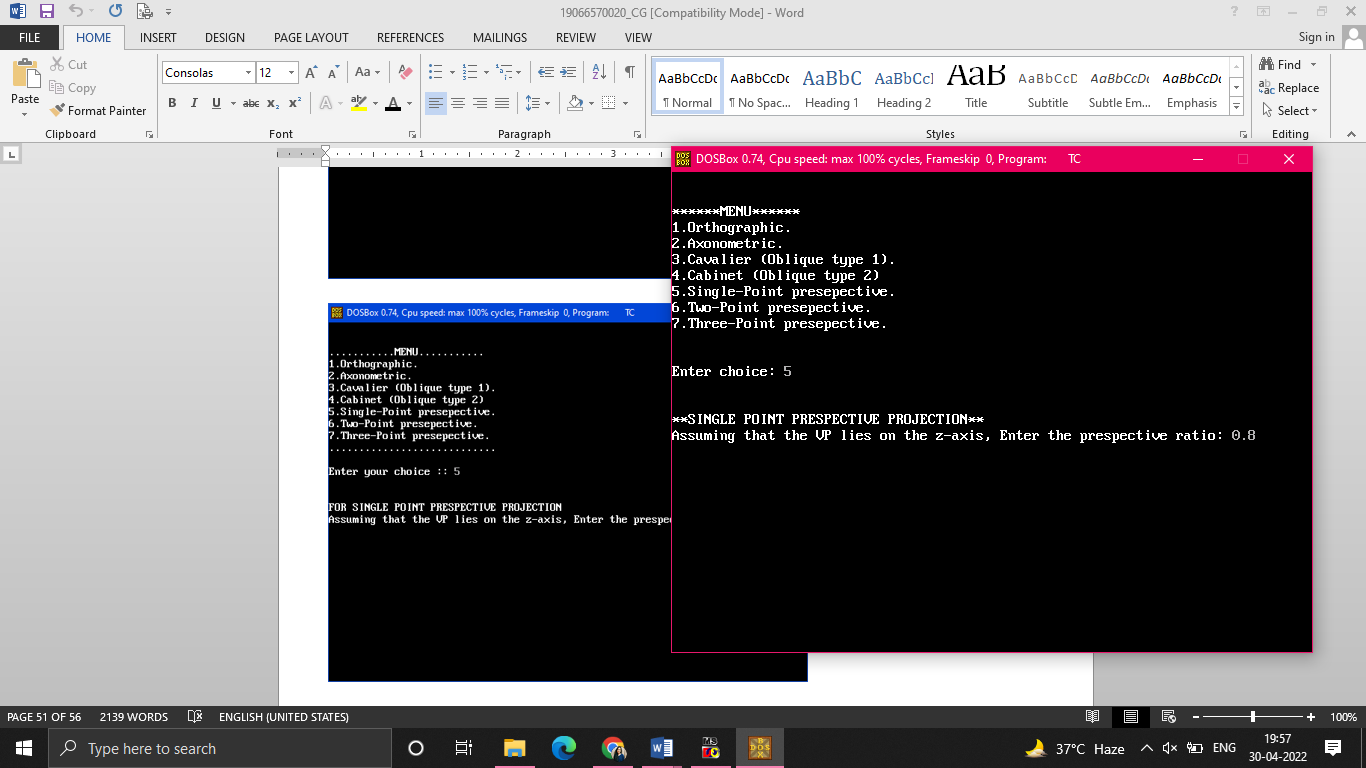 19066570020_CG [Compatibility Mode] - Word
FILE HOME INSERT DESIGN PAGE LAYOUT REFERENCES MAILINGS REVIEW VIEW Sign in
Cut
Copy
Format Painter
Paste
Clipboard
Consolas 12
Font
Paragraph
AaBbCcDc AaBbCcDc AaBbC AaBbCcI AaB AaBbCcD AaBbCcDc AaBbCcDc
¶ Normal ¶ No Spac... Heading 1 Heading 2 Title Subtitle Subtle Em... Emphasis
Styles
Find
Replace
Select
Editing
1 2 3
DOSBox 0.74, Cpu speed: max 100% cycles, Frameskip 0, Program: TC
...........MENU...........
1.Orthographic.
2.Axonometric.
3.Cavalier (Oblique type 1).
4.Cabinet (Oblique type 2)
5.Single-Point presepective.
6.Two-Point presepective.
7.Three-Point presepective.
............................
Enter your choice :: 5
FOR SINGLE POINT PRESPECTIVE PROJECTION
Assuming that the VP lies on the z-axis, Enter the prespec
DOSBox 0.74, Cpu speed: max 100% cycles, Frameskip 0, Program: TC
******MENU******
1.Orthographic.
2.Axonometric.
3.Cavalier (Oblique type 1).
4.Cabinet (Oblique type 2)
5.Single-Point presepective.
6.Two-Point presepective.
7.Three-Point presepective.
Enter choice: 5
**SINGLE POINT PRESPECTIVE PROJECTION**
Assuming that the VP lies on the z-axis, Enter the prespective ratio: 0.8
PAGE 51 OF 56 2139 WORDS ENGLISH (UNITED STATES) 100%
Type here to search
37°C Haze
ENG
19:57
30-04-2022